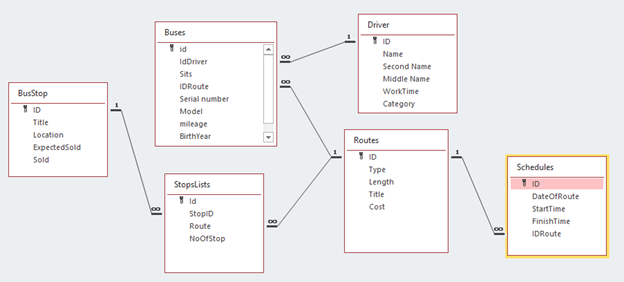 Buses
id
IdDriver
Sits
IDRoute
Serial number
Model
mileage
BirthYear
Driver
ID
Name
Second Name
Middle Name
WorkTime
Category
BusStop
ID
Title
Location
ExpectedSold
Sold
StopsLists
Id
StopID
Route
NoOfStop
Routes
ID
Type
Length
Title
Cost
Schedules
ID
DateOfRoute
StartTime
FinishTime
IDRoute
1
∞
∞
1
∞
∞
1
1
∞